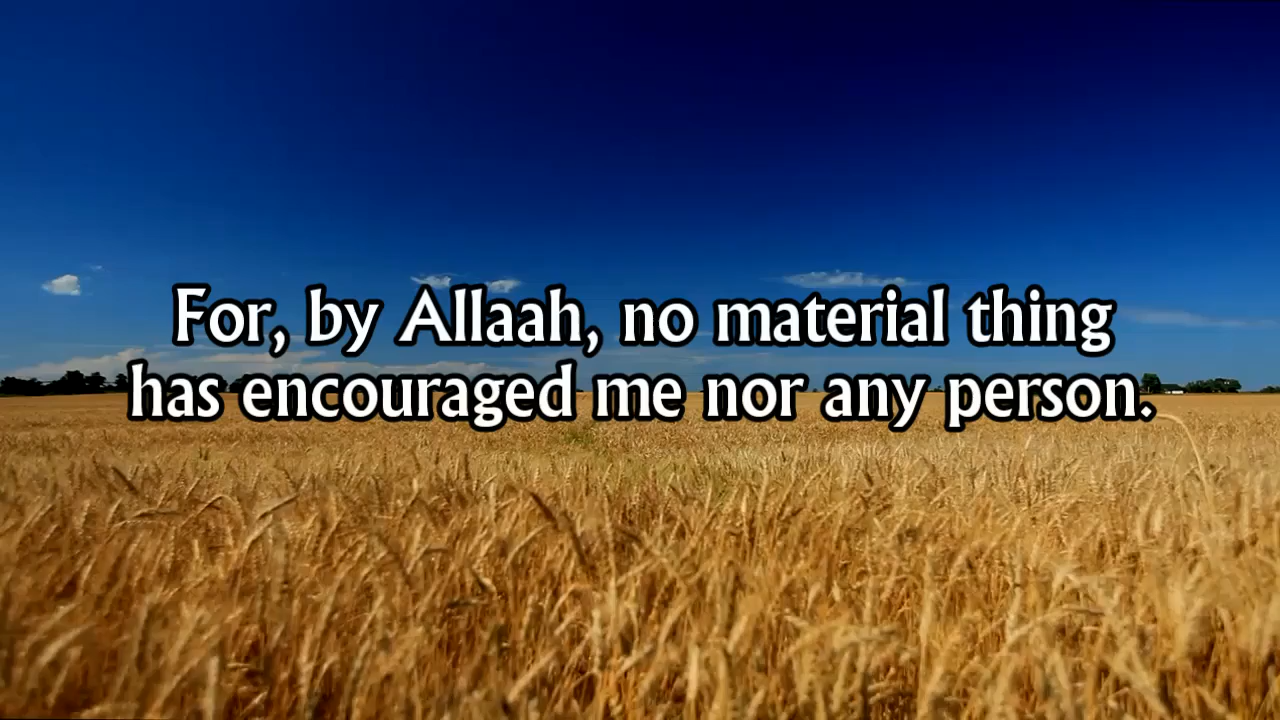 For, by Allaah, no material thing
has encouraged me nor any person.